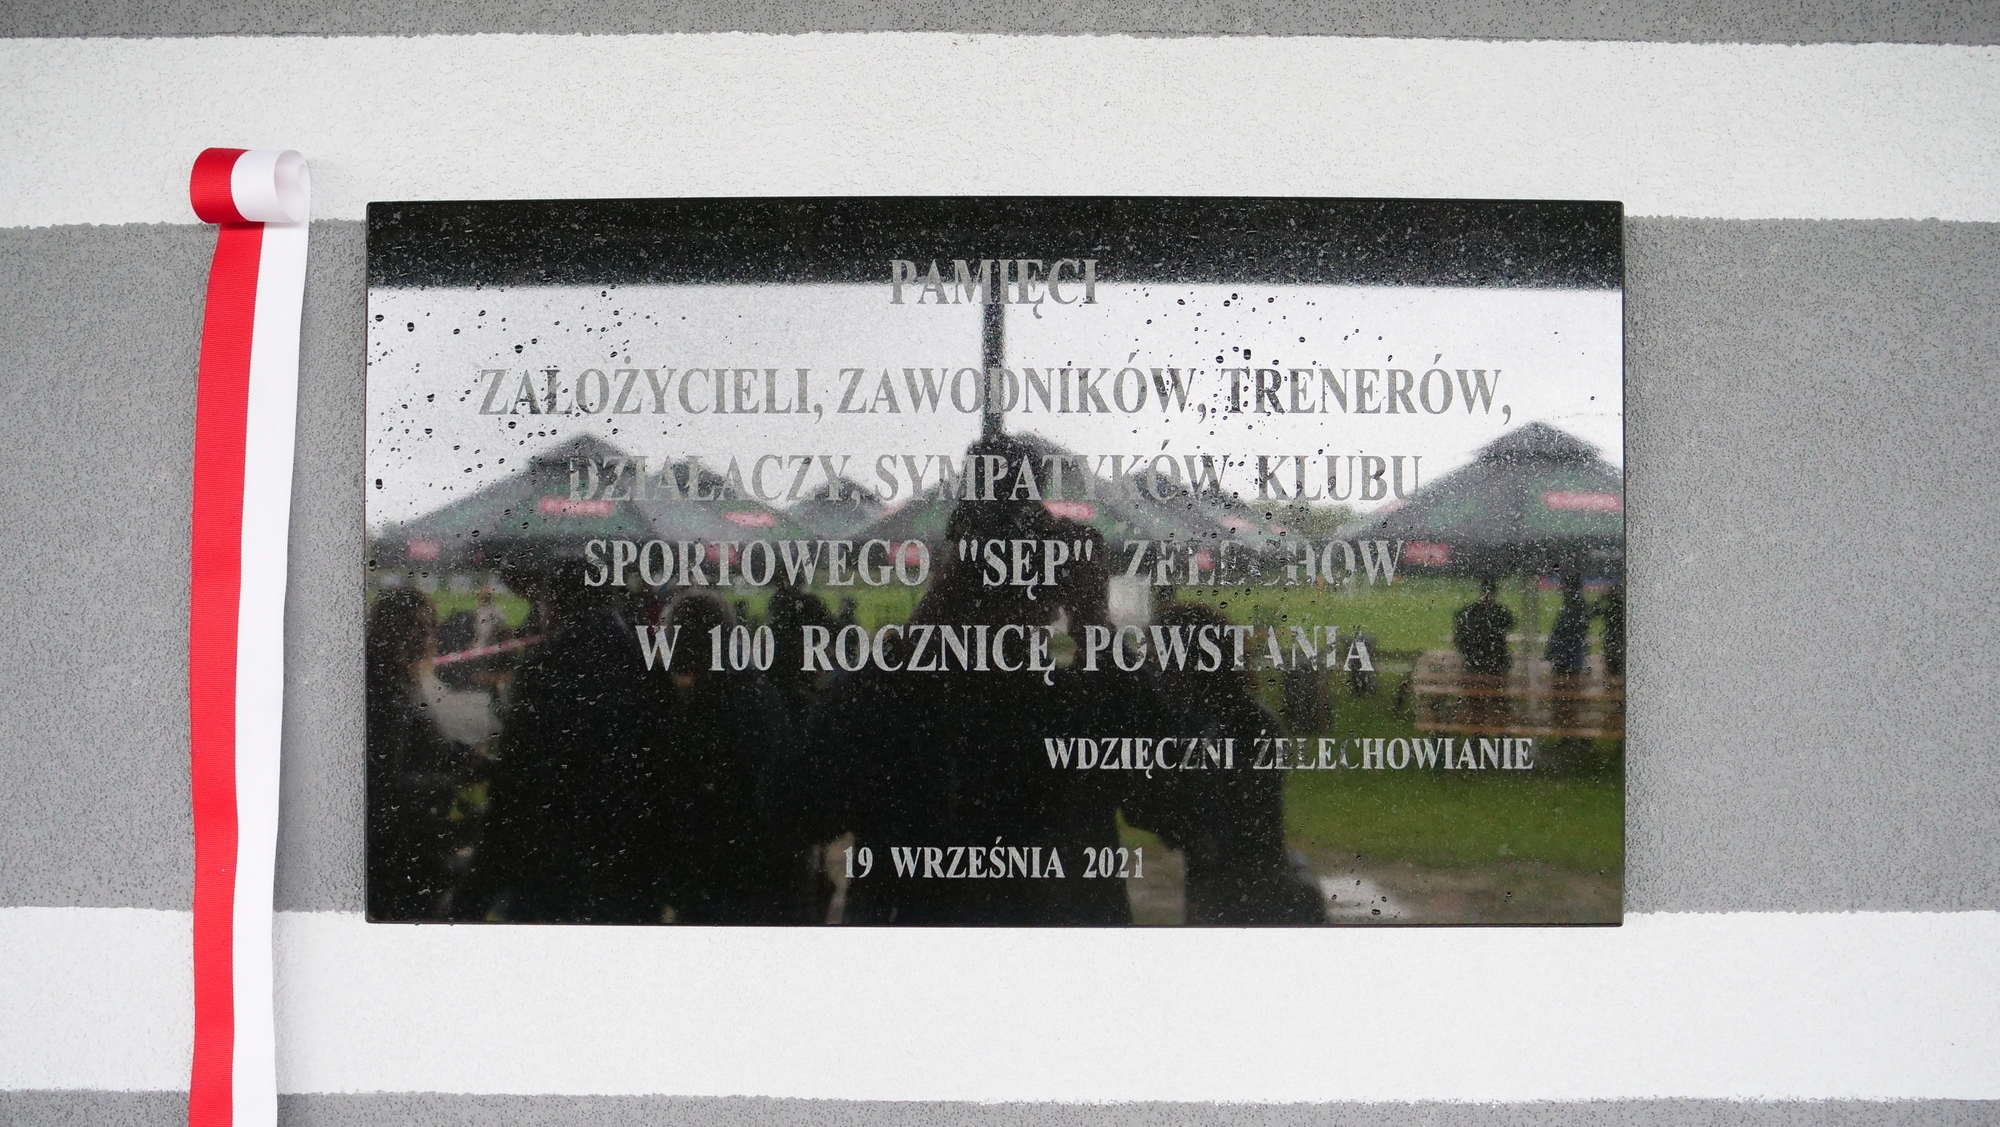 PAMIĘCI
ZAŁOŻYCIELI, ZAWODNIKÓW, TRENERÓW,
DZIAŁACZY, SYMPATYKÓW KLUBU
SPORTOWEGO "SĘP" ŻELECHÓW
W 100 ROCZNICĘ POWSTANIA
WDZIĘCZNI ŻELECHOWIANIE
19 WRZEŚNIA 2021